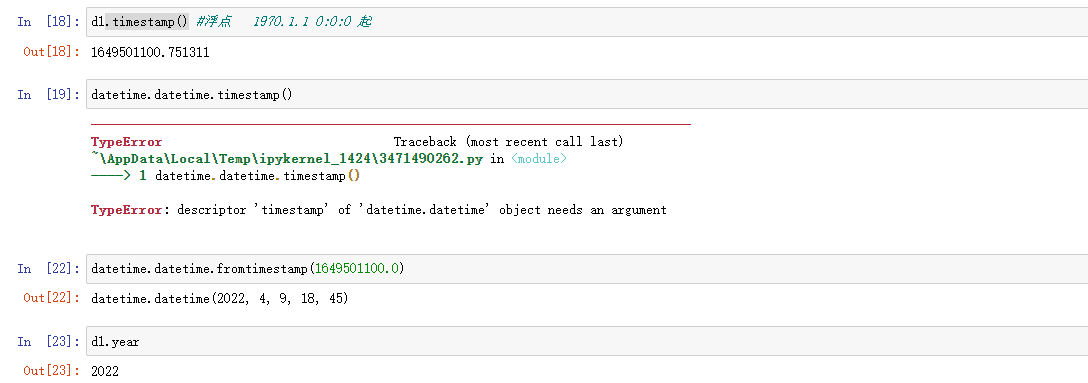 In [18]: d1.timestamp() #浮点 1970.1.1 0:0:0 起
Out[18]: 1649501100.751311
In [19]: datetime.datetime.timestamp()
TypeError Traceback (most recent call last)
~\AppData\Local\Temp\ipykernel_1424\3471490262.py in <module>
----> 1 datetime.datetime.timestamp()
TypeError: descriptor 'timestamp' of 'datetime.datetime' object needs an argument
In [22]: datetime.datetime.fromtimestamp(1649501100.0)
Out[22]: datetime.datetime(2022, 4, 9, 18, 45)
In [23]: d1.year
Out[23]: 2022